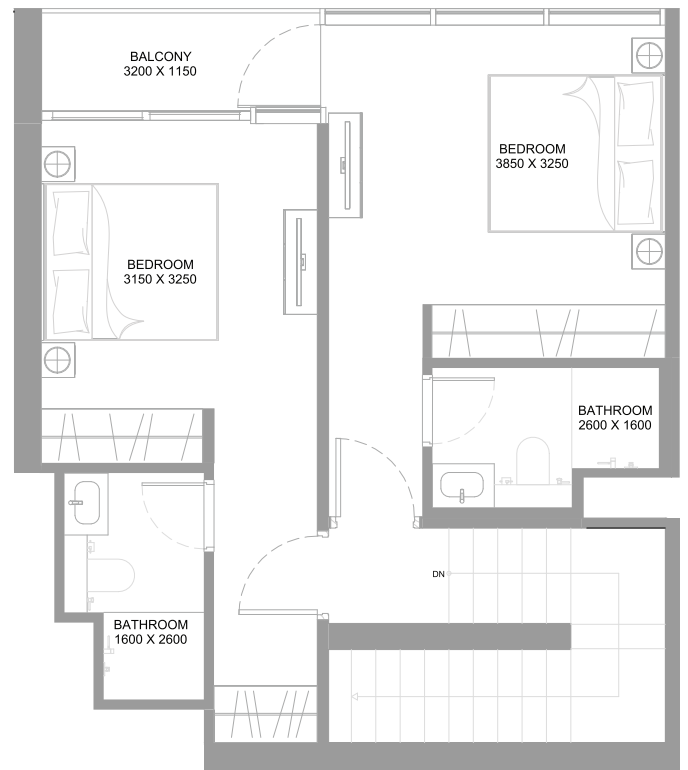 BALCONY
3200 X 1150
BEDROOM
3850 X 3250
BEDROOM
3150 X 3250
BATHROOM
2600 X 1600
DN
BATHROOM
1600 X 2600